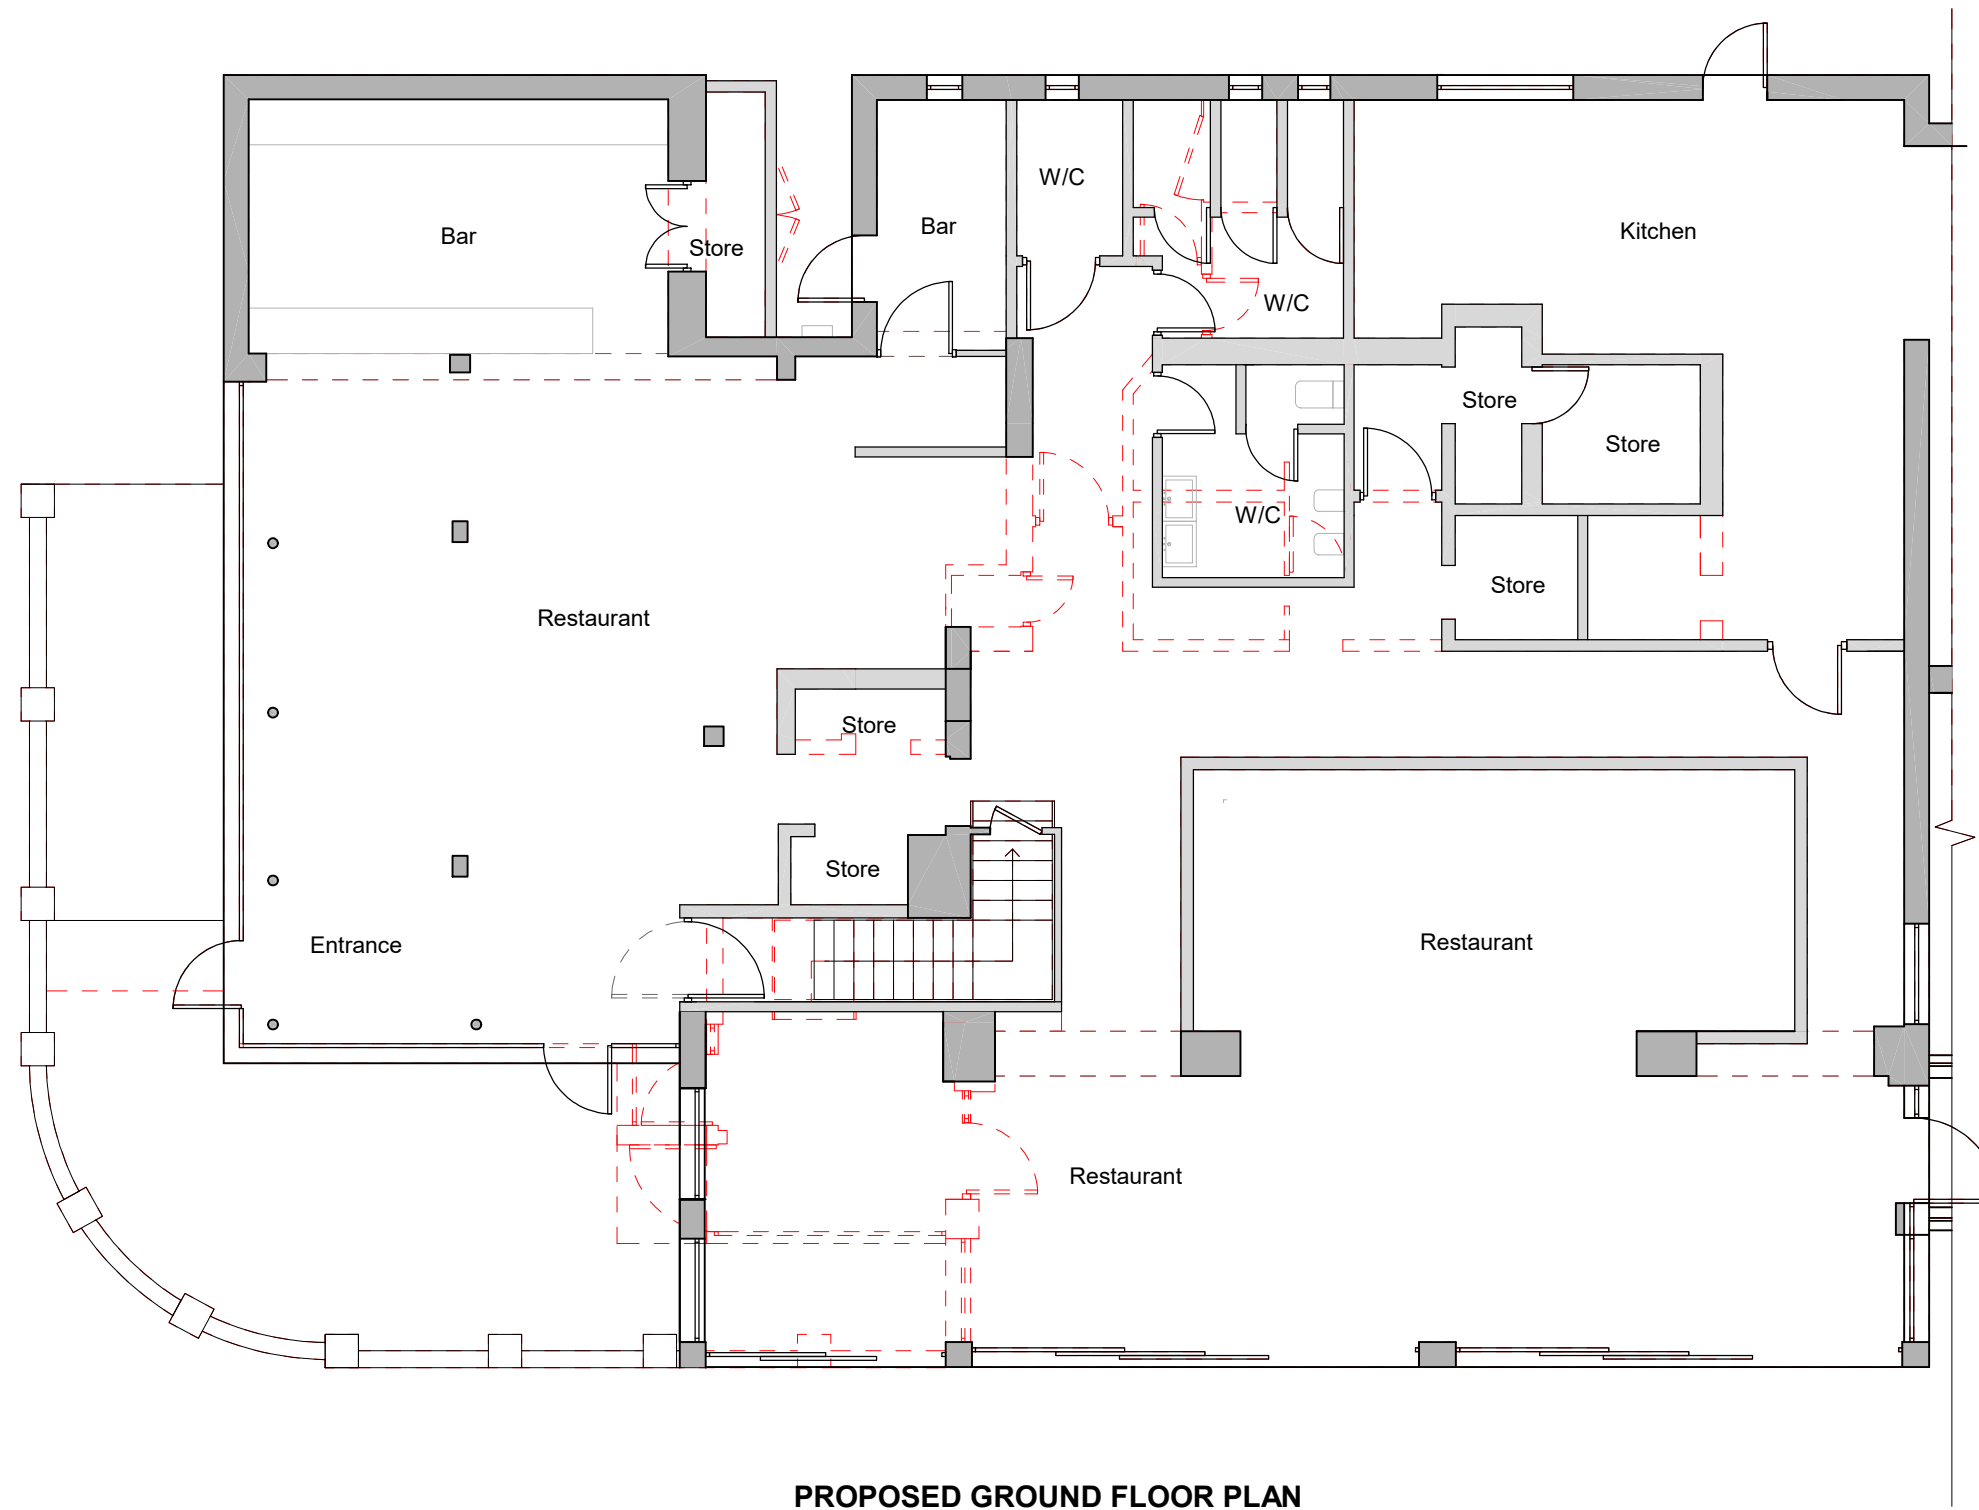 W/C
Bar
Kitchen
Bar
Store
W/C
Store
Store
W/C
Store
Restaurant
Store
Store
Entrance
Restaurant
Restaurant
PROPOSED GROUND FLOOR PLAN